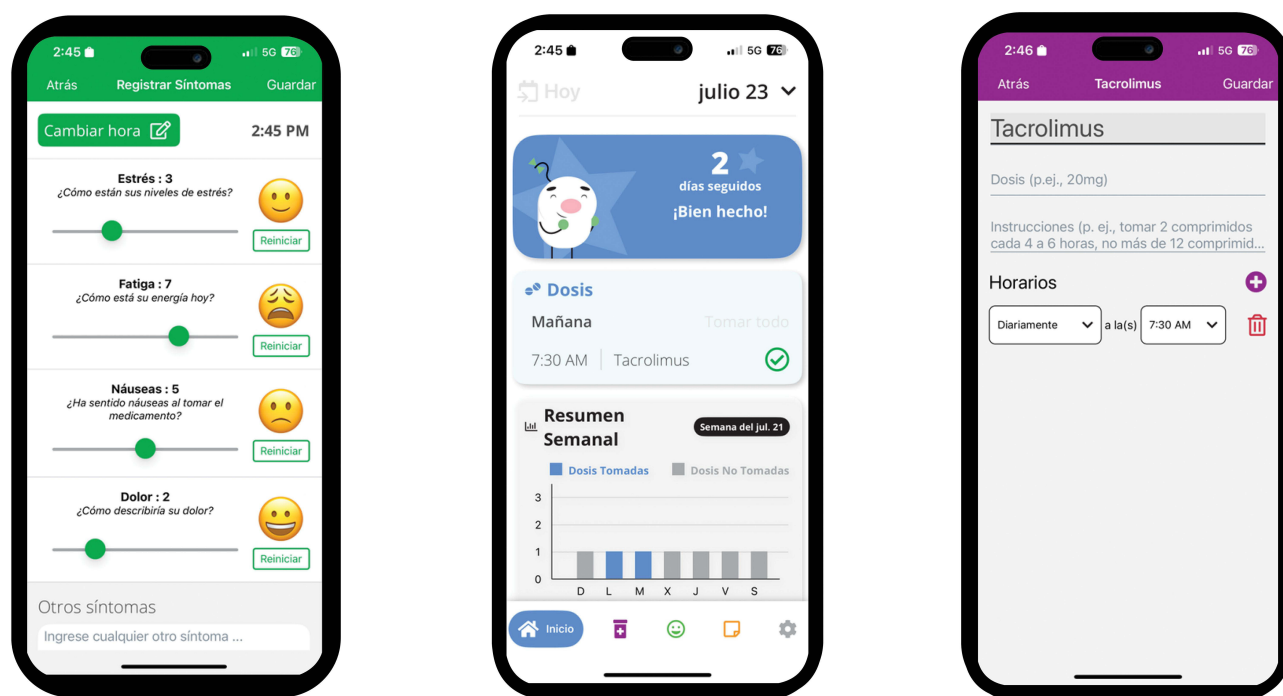 2:45
5G 76
Atrás Registrar Síntomas Guardar
Cambiar hora 2:45 PM
Estrés : 3
¿Cómo están sus niveles de estrés?
Reiniciar
Fatiga : 7
¿Cómo está su energía hoy?
Reiniciar
Náuseas : 5
¿Ha sentido náuseas al tomar el
medicamento?
Reiniciar
Dolor : 2
¿Cómo describiría su dolor?
Reiniciar
Otros síntomas
Ingrese cualquier otro síntoma ...
2:45
5G 76
Hoy julio 23
2
días seguidos
¡Bien hecho!
Dosis
Mañana Tomar todo
7:30 AM Tacrolimus
Resumen
Semanal
Semana del jul. 21
Dosis Tomadas Dosis No Tomadas
3
2
1
0
D L M X J V S
Inicio
2:46
5G 76
Atrás Tacrolimus Guardar
Tacrolimus
Dosis (p.ej., 20mg)
Instrucciones (p. ej., tomar 2 comprimidos
cada 4 a 6 horas, no más de 12 comprimid...
Horarios
Diariamente a la(s) 7:30 AM